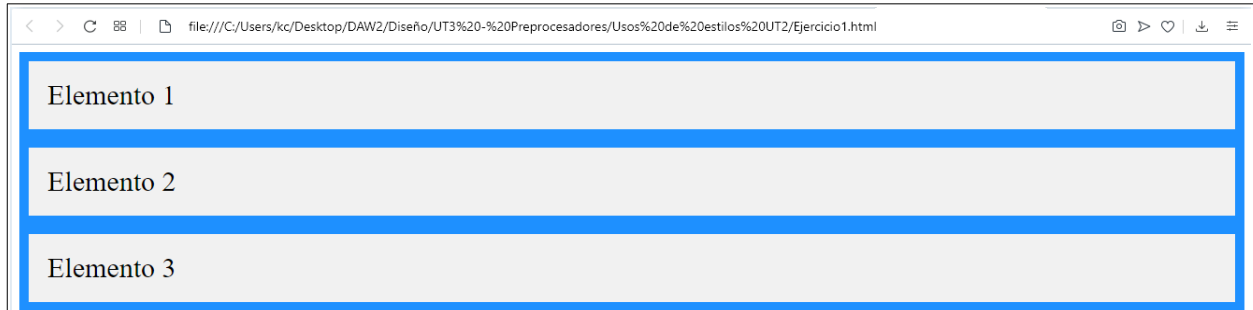 file:///C:/Users/kc/Desktop/DAW2/Diseño/UT3%20-%20Preprocesadores/Usos%20de%20estilos%20UT2/Ejercicio1.html
Elemento 1
Elemento 2
Elemento 3